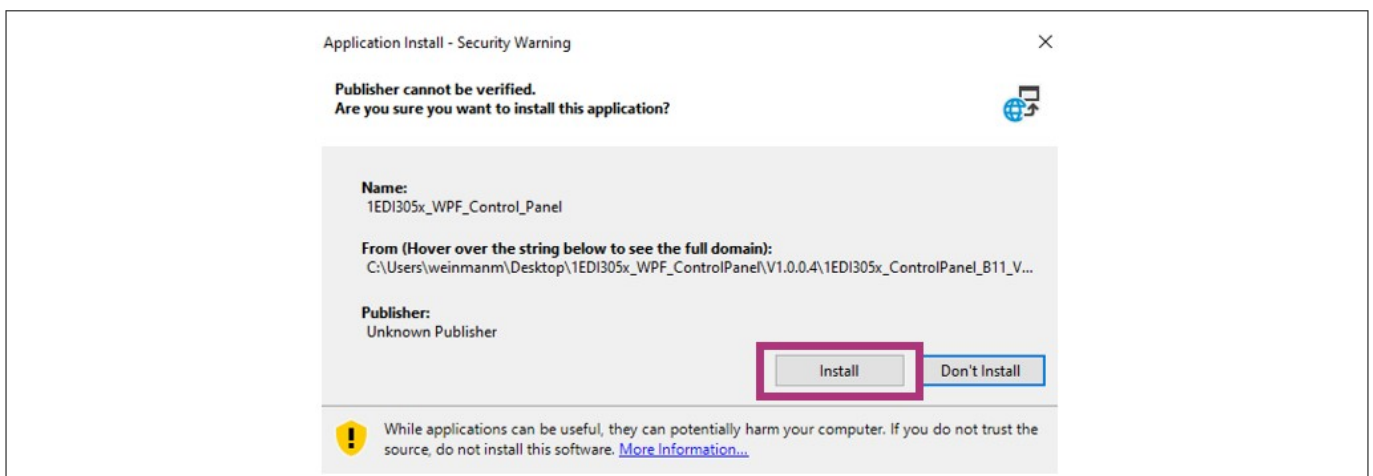 Application Install - Security Warning
Publisher cannot be verified.
Are you sure you want to install this application?
Name:
1EDI305x_WPF_Control_Panel
From (Hover over the string below to see the full domain):
C:\Users\weinmanm\Desktop\1EDI305x_WPF_ControlPanel\V1.0.0.4\1EDI305x_ControlPanel_B11_V...
Publisher:
Unknown Publisher
Install Don't Install
While applications can be useful, they can potentially harm your computer. If you do not trust the
source, do not install this software. More Information...